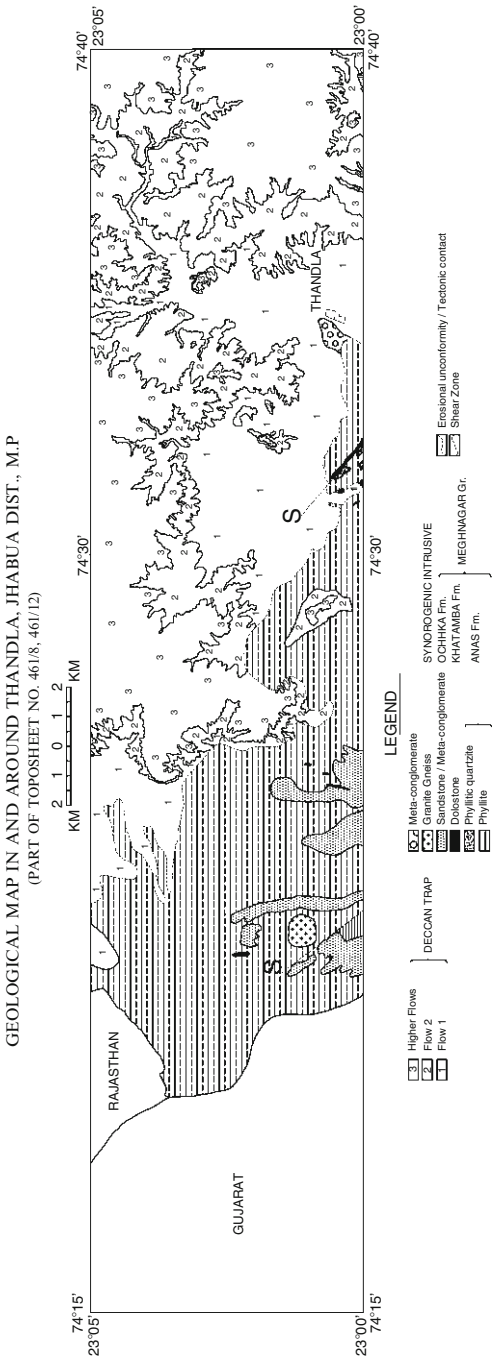 GEOLOGICAL MAP IN AND AROUND THANDLA, JHABUA DIST., M.P
(PART OF TOPOSHEET NO. 461/8, 461/12)
KM 2 1 0 1 2 KM
74°15' 74°30' 74°40'
23°05' 23°05'
RAJASTHAN
GUJARAT
THANDLA
S
S
23°00' 23°00'
74°15' 74°30' 74°40'
LEGEND
3 Higher Flows
2 Flow 2
1 Flow 1
DECCAN TRAP
Meta-conglomerate
Granite Gneiss SYNOROGENIC INTRUSIVE
Sandstone / Meta-conglomerate OCHHKA Fm.
Dolostone KHATAMBA Fm.
Phyllitic quartzite
Phyllite ANAS Fm.
MEGHNAGAR Gr.
Erosional unconformity / Tectonic contact
Shear Zone